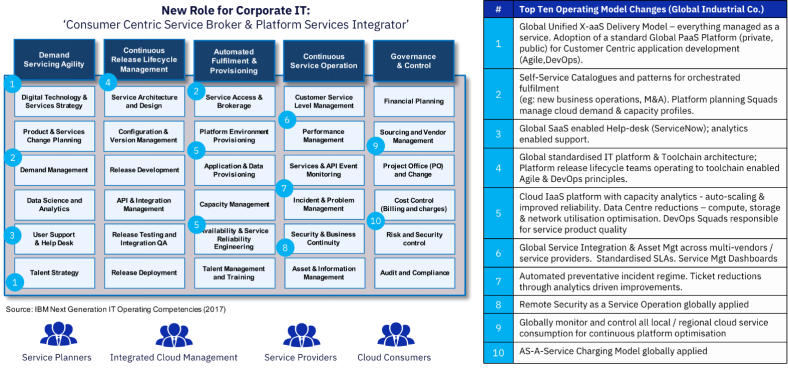 New Role for Corporate IT:
‘Consumer Centric Service Broker & Platform Services Integrator’
Demand
Servicing Agility
Continuous
Release Lifecycle
Management
Automated
Fulfilment &
Provisioning
Continuous
Service Operation
Governance
& Control
1
Digital Technology &
Services Strategy
Product & Services
Change Planning
2
Demand Management
Data Science and
Analytics
3
User Support
& Help Desk
1
Talent Strategy
4
Service Architecture
and Design
Configuration &
Version Management
Release Development
API & Integration
Management
Release Testing and
Integration QA
Release Deployment
2
Service Access &
Brokerage
Platform Environment
Provisioning
5
Application & Data
Provisioning
Capacity Management
5
Availability & Service
Reliability
Engineering
Talent Management
and Training
Customer Service
Level Management
6
Performance
Management
Services & API Event
Monitoring
7
Incident & Problem
Management
Security & Business
Continuity
8
Asset & Information
Management
Financial Planning
Sourcing and Vendor
Management
9
Project Office (PO)
and Change
Cost Control
(Billing and charges)
10
Risk and Security
control
Audit and Compliance
Source: IBM Next Generation IT Operating Competencies (2017)
Service Planners
Integrated Cloud Management
Service Providers
Cloud Consumers
# Top Ten Operating Model Changes (Global Industrial Co.)
1
Global Unified X-aaS Delivery Model – everything managed as a
service. Adoption of a standard Global PaaS Platform (private,
public) for Customer Centric application development
(Agile,DevOps).
2
Self-Service Catalogues and patterns for orchestrated
fulfilment
(eg: new business operations, M&A). Platform planning Squads
manage cloud demand & capacity profiles.
3
Global SaaS enabled Help-desk (ServiceNow); analytics
enabled support.
4
Global standardised IT platform & Toolchain architecture;
Platform release lifecycle teams operating to toolchain enabled
Agile & DevOps principles.
5
Cloud IaaS platform with capacity analytics - auto-scaling &
improved reliability. Data Centre reductions – compute, storage
& network utilisation optimisation. DevOps Squads responsible
for service product quality
6
Global Service Integration & Asset Mgt across multi-vendors /
service providers. Standardised SLAs. Service Mgt Dashboards
7
Automated preventative incident regime. Ticket reductions
through analytics driven improvements.
8
Remote Security as a Service Operation globally applied
9
Globally monitor and control all local / regional cloud service
consumption for continuous platform optimisation
10
AS-A-Service Charging Model globally applied